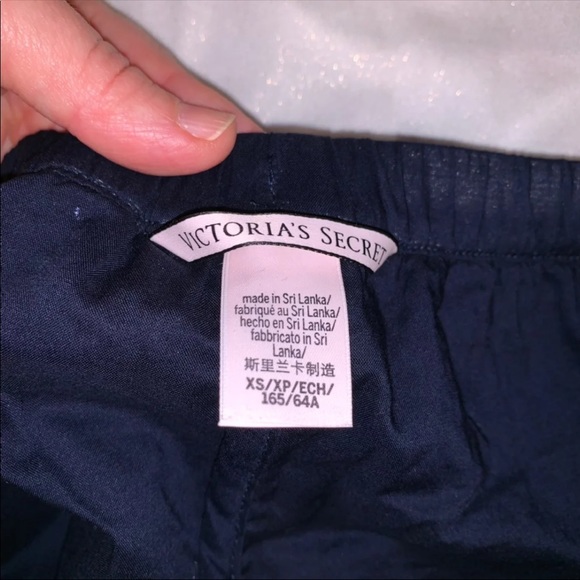 VICTORIA'S SECRET
made in Sri Lanka/
fabriqué au Sri Lanka/
hecho en Sri Lanka/
fabbricato in Sri
Lanka/
斯里兰卡制造
XS/XP/ECH/
165/64A